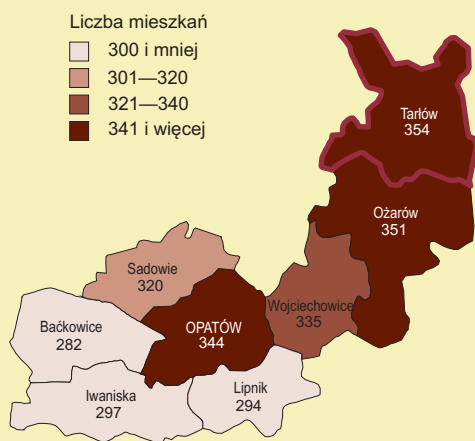 Liczba mieszkań
300 i mniej
301—320
321—340
341 i więcej
Tarłów
354
Ożarów
351
Sadowie
320
Wojciechowice
335
Baćkowice
282
OPATÓW
344
Iwaniska
297
Lipnik
294